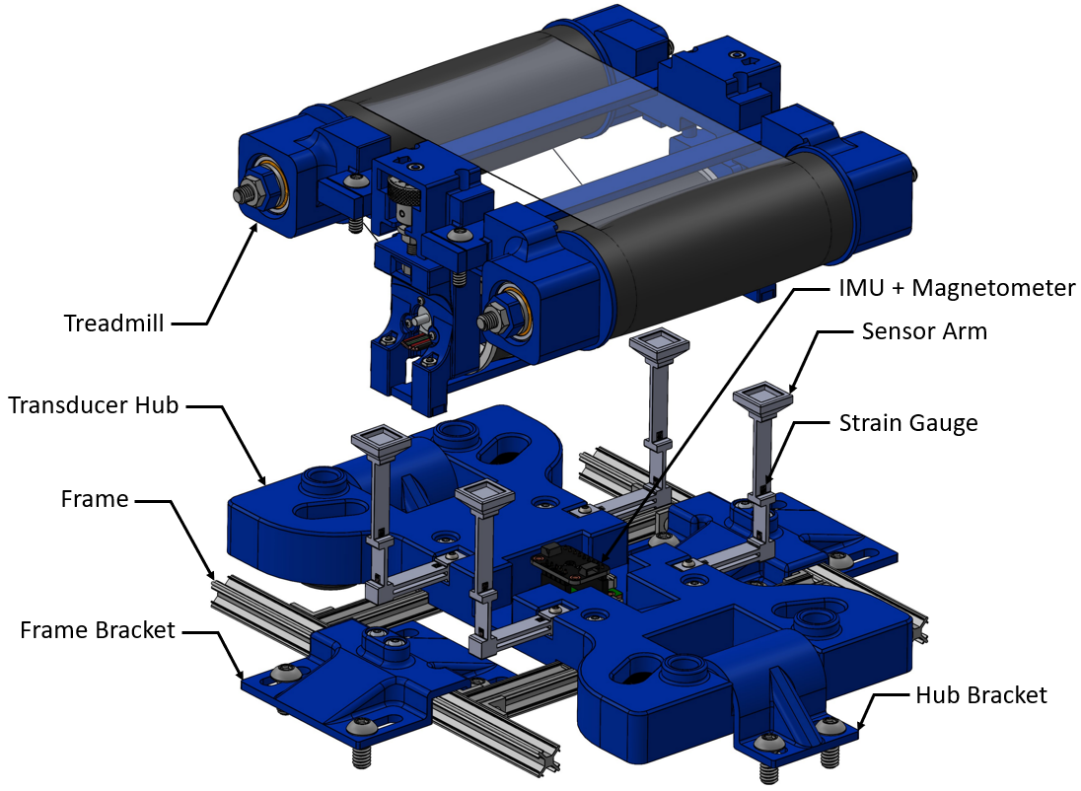 IMU + Magnetometer
Sensor Arm
Treadmill
Transducer Hub
Strain Gauge
Frame
Frame Bracket
Hub Bracket